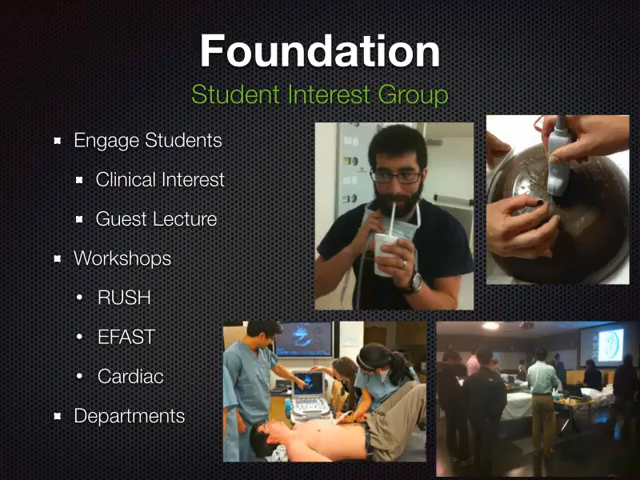 Foundation
Student Interest Group
Engage Students
Clinical Interest
Guest Lecture
Workshops
RUSH
EFAST
Cardiac
Departments